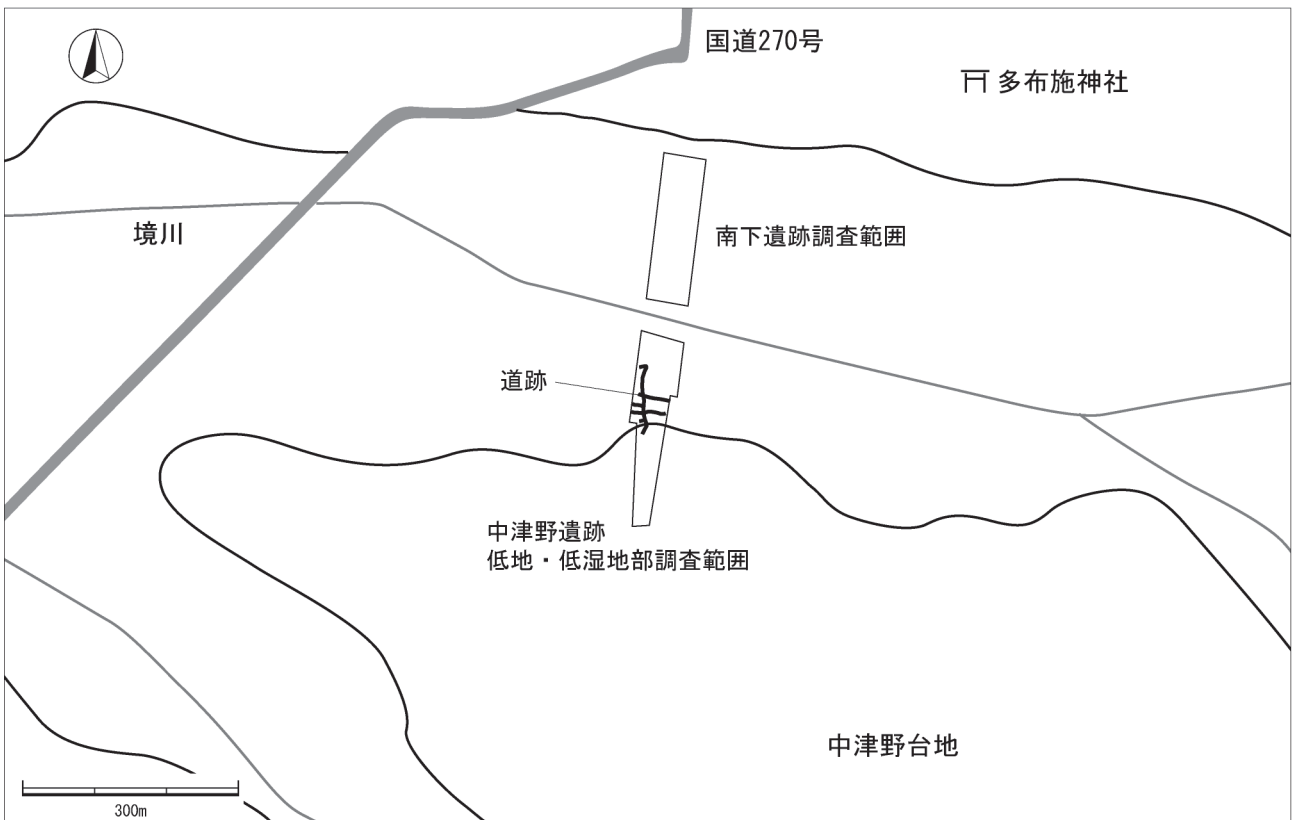 国道270号
多布施神社
境川
南下遺跡調査範囲
道跡
中津野遺跡
低地・低湿地部調査範囲
中津野台地
300m